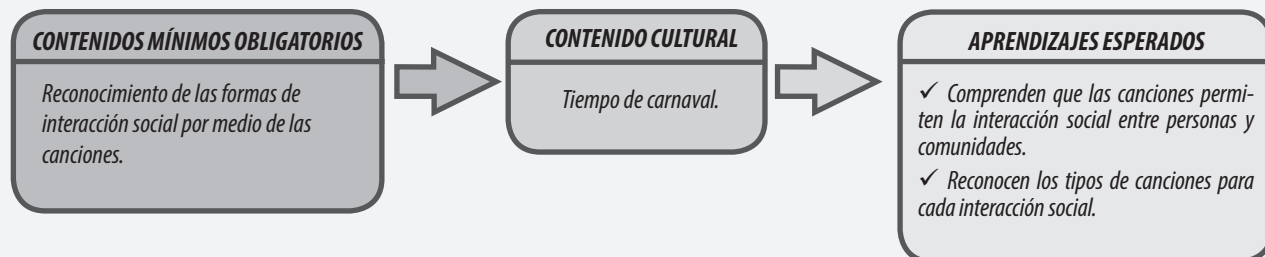 CONTENIDOS MÍNIMOS OBLIGATORIOS
Reconocimiento de las formas de
interacción social por medio de las
canciones.
CONTENIDO CULTURAL
Tiempo de carnaval.
APRENDIZAJES ESPERADOS
✓ Comprenden que las canciones permi-
ten la interacción social entre personas y
comunidades.
✓ Reconocen los tipos de canciones para
cada interacción social.